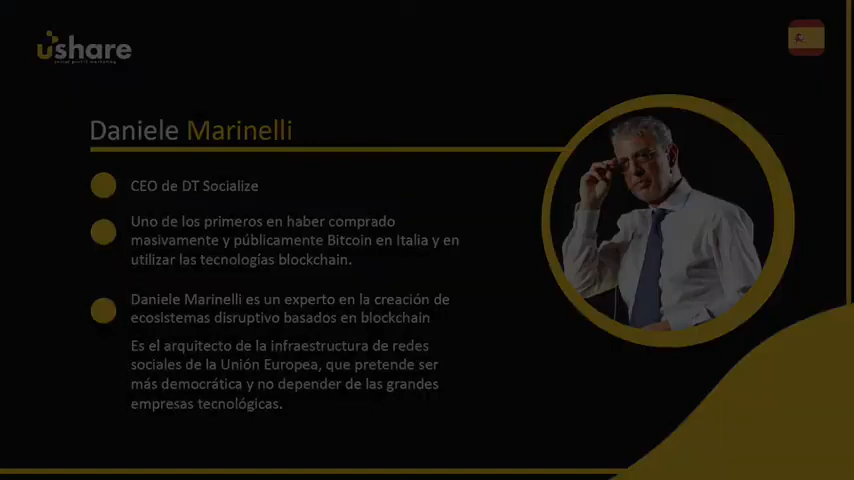 ushare
social profit marketing
Daniele Marinelli
CEO de DT Socialize
Uno de los primeros en haber comprado
masivamente y públicamente Bitcoin en Italia y en
utilizar las tecnologías blockchain.
Daniele Marinelli es un experto en la creación de
ecosistemas disruptivo basados en blockchain
Es el arquitecto de la infraestructura de redes
sociales de la Unión Europea, que pretende ser
más democrática y no depender de las grandes
empresas tecnológicas.